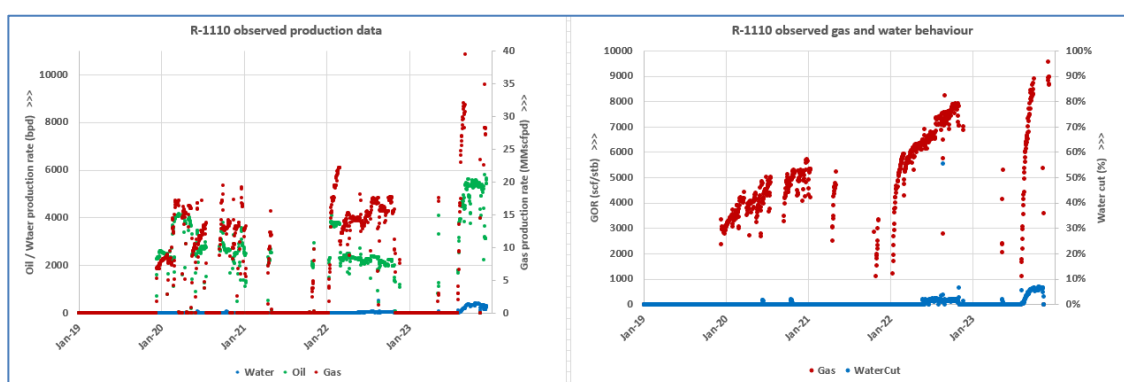 R-1110 observed production data
Oil / Wtaer production rate (bpd) >>>
10000
8000
6000
4000
2000
0
40
35
30
25
20
15
10
5
0
Gas production rate (MMscfpd) >>>
Jan-19
Jan-20
Jan-21
Jan-22
Jan-23
Water Oil Gas
R-1110 observed gas and water behaviour
GOR (scf/stb) >>>
10000
9000
8000
7000
6000
5000
4000
3000
2000
1000
0
100%
90%
80%
70%
60%
50%
40%
30%
20%
10%
0%
Water cut (%) >>>
Jan-19
Jan-20
Jan-21
Jan-22
Jan-23
Gas WaterCut